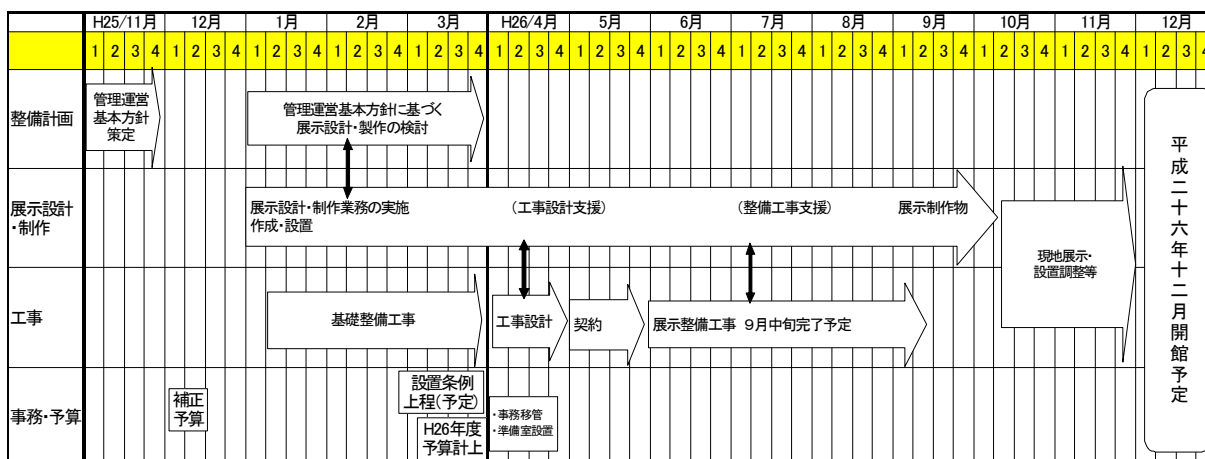 H25/11月 12月 1月 2月 3月 H26/4月 5月 6月 7月 8月 9月 10月 11月 12月
1 2 3 4 1 2 3 4 1 2 3 4 1 2 3 4 1 2 3 4 1 2 3 4 1 2 3 4 1 2 3 4 1 2 3 4 1 2 3 4 1 2 3 4 1 2 3 4 1 2 3 4 1 2 3 4
整備計画
管理運営
基本方針
策定
管理運営基本方針に基づく
展示設計・製作の検討
展示設計
・制作
展示設計・制作業務の実施 (工事設計支援) (整備工事支援) 展示制作物
作成・設置
現地展示・
設置調整等
工事
基礎整備工事
工事設計
契約
展示整備工事 9月中旬完了予定
事務・予算
補正
予算
設置条例
上程(予定)
H26年度
予算計上
・事務移管
・準備室設置
平成二十六年十二月開館予定